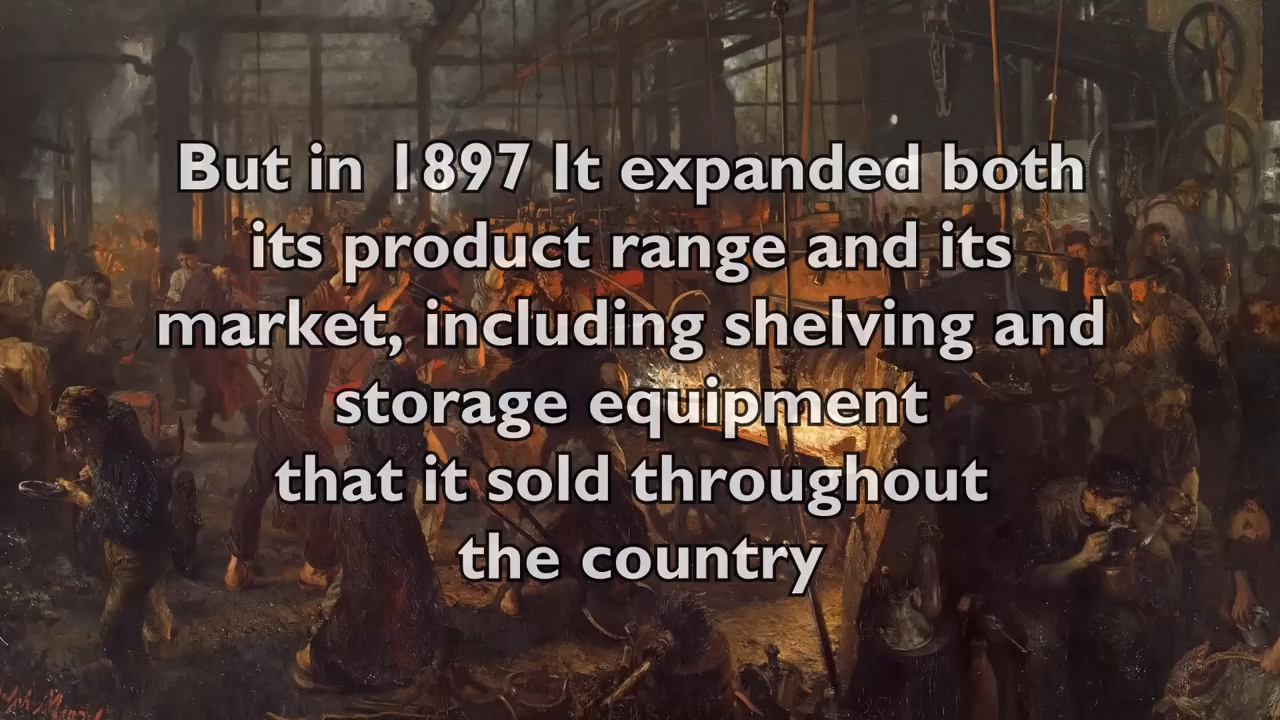 But in 1897 It expanded both
its product range and its
market, including shelving and
storage equipment
that it sold throughout
the country